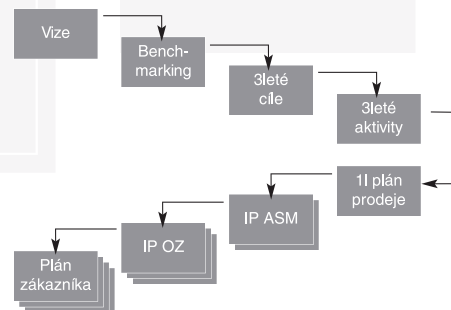 Vize
Bench-
marking
3leté
cíle
3leté
aktivity
1l plán
prodeje
IP ASM
IP OZ
Plán
zákazníka